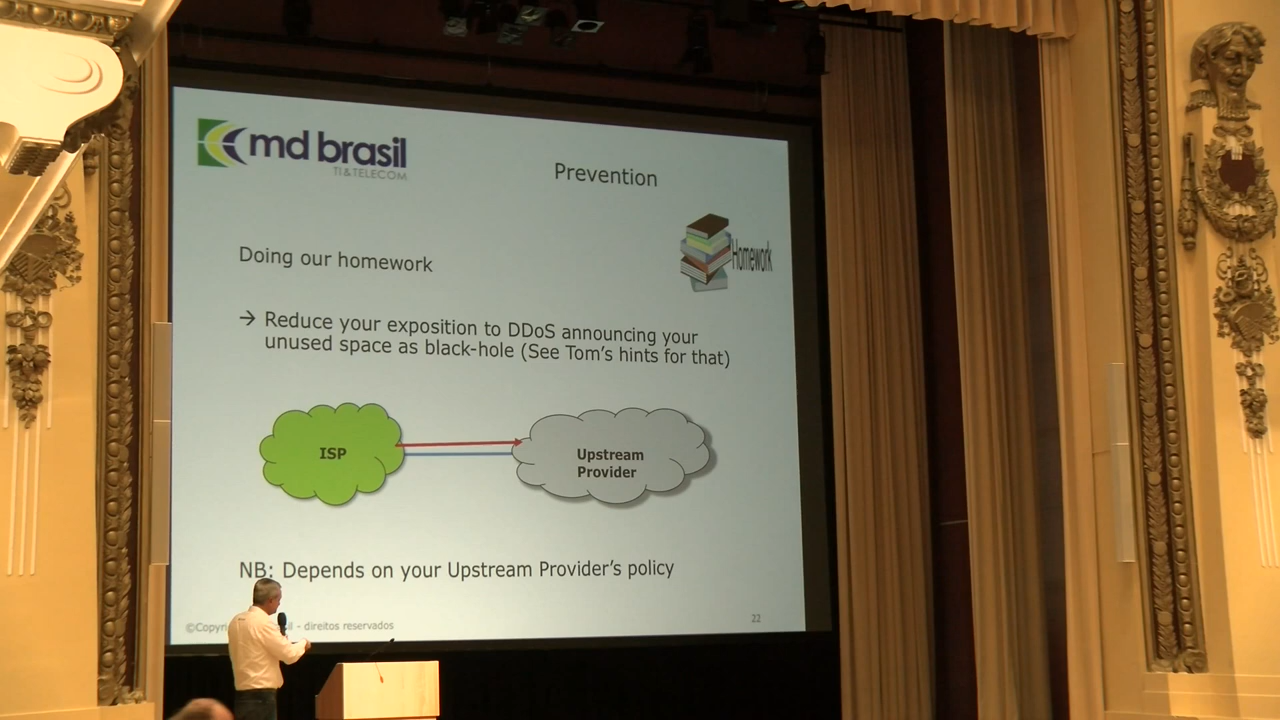 md brasil
TI & TELECOM
Prevention
Homework
Doing our homework
→ Reduce your exposition to DDoS announcing your
unused space as black-hole (See Tom's hints for that)
ISP
Upstream
Provider
NB: Depends on your Upstream Provider's policy
- direitos reservados
22